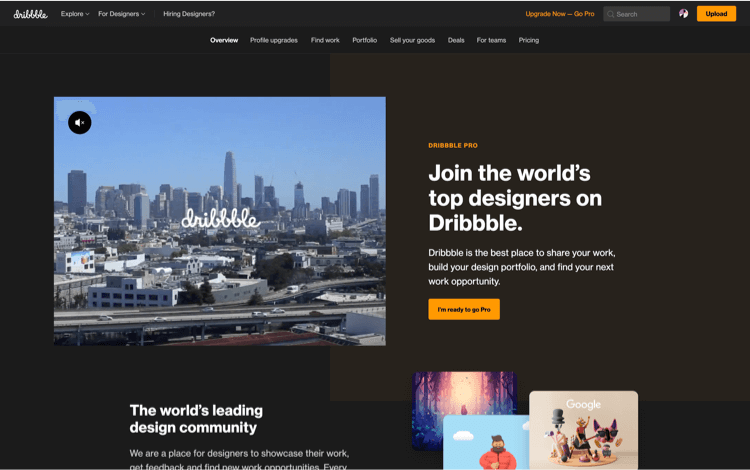 dribbble
Explore
For Designers
Hiring Designers?
Upgrade Now — Go Pro
Search
Upload
Overview
Profile upgrades
Find work
Portfolio
Sell your goods
Deals
For teams
Pricing
dribbble
DRIBBBLE PRO
Join the world’s
top designers on
Dribbble.
Dribbble is the best place to share your work,
build your design portfolio, and find your next
work opportunity.
I'm ready to go Pro
The world’s leading
design community
We are a place for designers to showcase their work,
get feedback and find new work opportunities. Every
Google